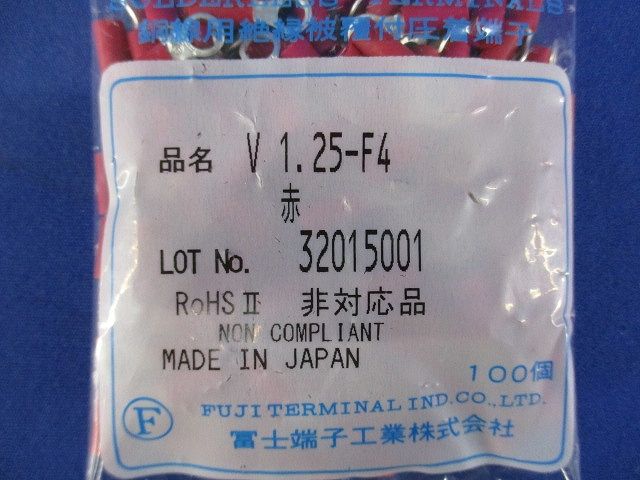 SOLDERLESS TERMINALS
銅線用絶縁被覆付圧着端子
品名 V 1.25-F4
赤
LOT No. 32015001
RoHSⅡ 非対応品
NON COMPLIANT
MADE IN JAPAN
100個
F FUJI TERMINAL IND.CO.,LTD.
冨士端子工業株式会社